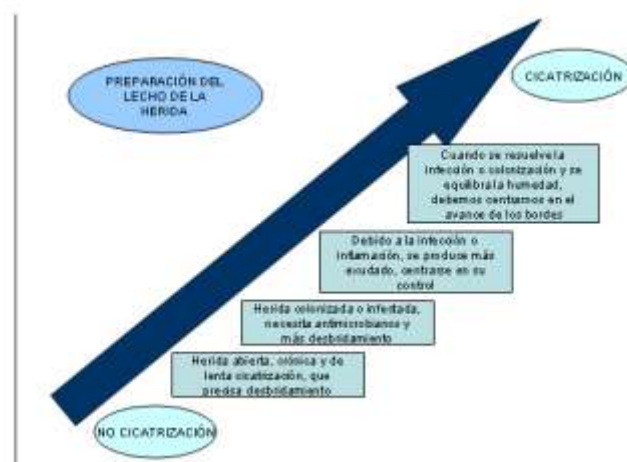 PREPARACIÓN DEL
LECHO DE LA
HERIDA
CICATRIZACIÓN
Cuando se resuelve la
infección o colonización y se
equilibra la humedad,
debemos centrarnos en el
avance de los bordes
Debido a la infección o
inflamación, se produce más
exudado, centrarse en su
control
Herida colonizada o infectada,
necesita antimicrobianos y
más desbridamiento
Herida abierta, crónica y de
lenta cicatrización, que
precisa desbridamiento
NO CICATRIZACIÓN